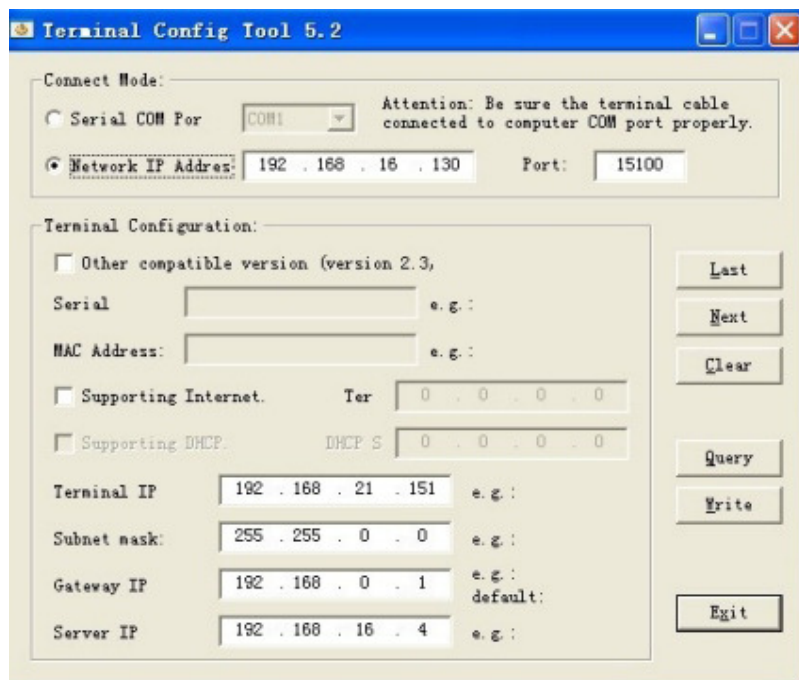 Terminal Config Tool 5.2
Connect Mode:
Serial COM Por COM1 Attention: Be sure the terminal cable
connected to computer COM port properly.
Network IP Addres 192 . 168 . 16 . 130 Port: 15100
Terminal Configuration:
Other compatible version (version 2.3,
Last
Serial e.g.:
Next
MAC Address: e.g.:
Clear
Supporting Internet. Ter 0 . 0 . 0 . 0
Supporting DHCP. DHCP S 0 . 0 . 0 . 0
Query
Terminal IP 192 . 168 . 21 . 151 e.g.:
Write
Subnet mask: 255 . 255 . 0 . 0 e.g.:
Gateway IP 192 . 168 . 0 . 1 e.g.:
default:
Exit
Server IP 192 . 168 . 16 . 4 e.g.: